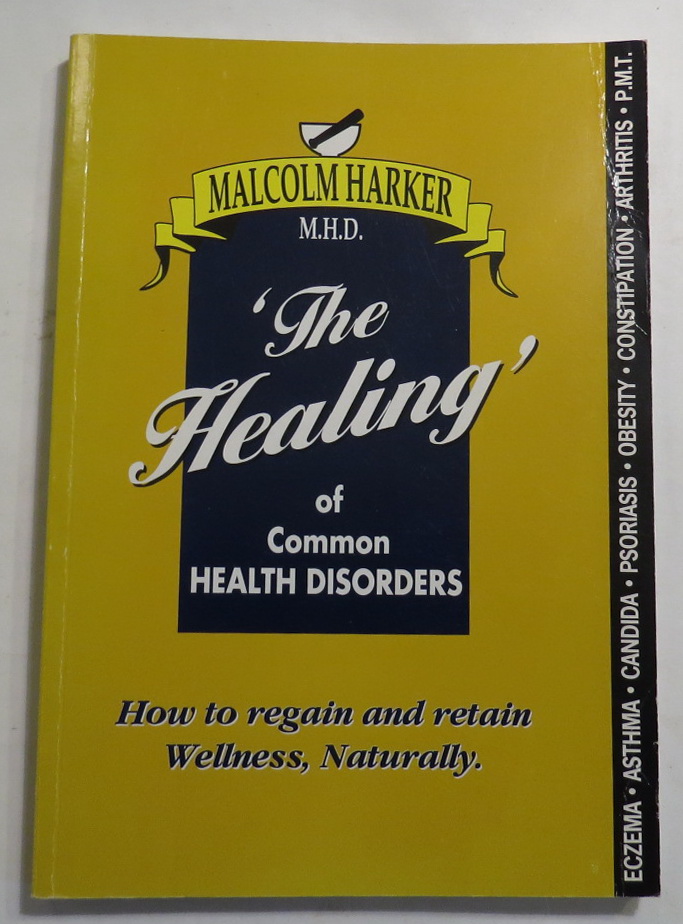 MALCOLM HARKER
M.H.D.
‘The
Healing’
of
Common
HEALTH DISORDERS
How to regain and retain
Wellness, Naturally.
ECZEMA • ASTHMA • CANDIDA • PSORIASIS • OBESITY • CONSTIPATION • ARTHRITIS • P.M.T.